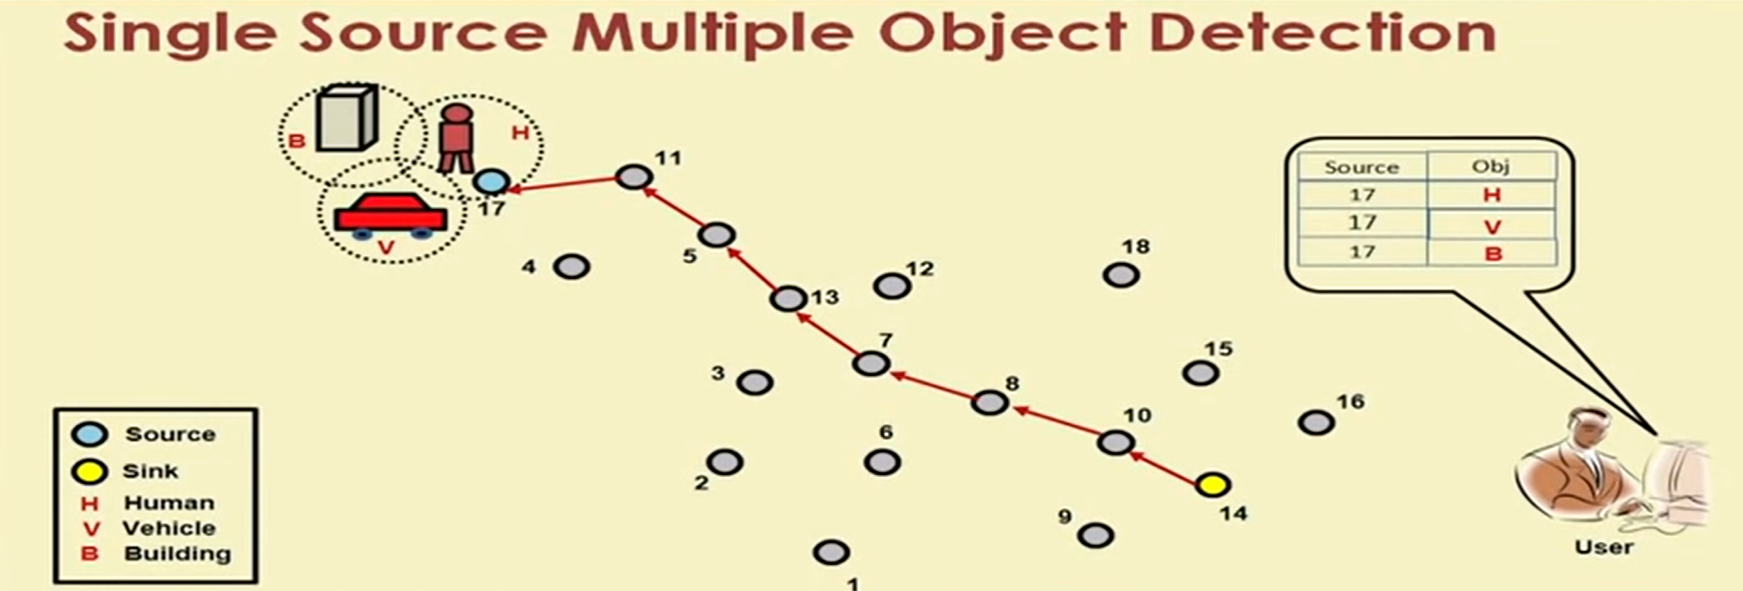 Single Source Multiple Object Detection
B
H
V
17
11
5
4
13
12
18
7
3
8
15
10
16
6
2
14
9
1
Source Obj
17 H
17 V
17 B
User
Source
Sink
H Human
V Vehicle
B Building